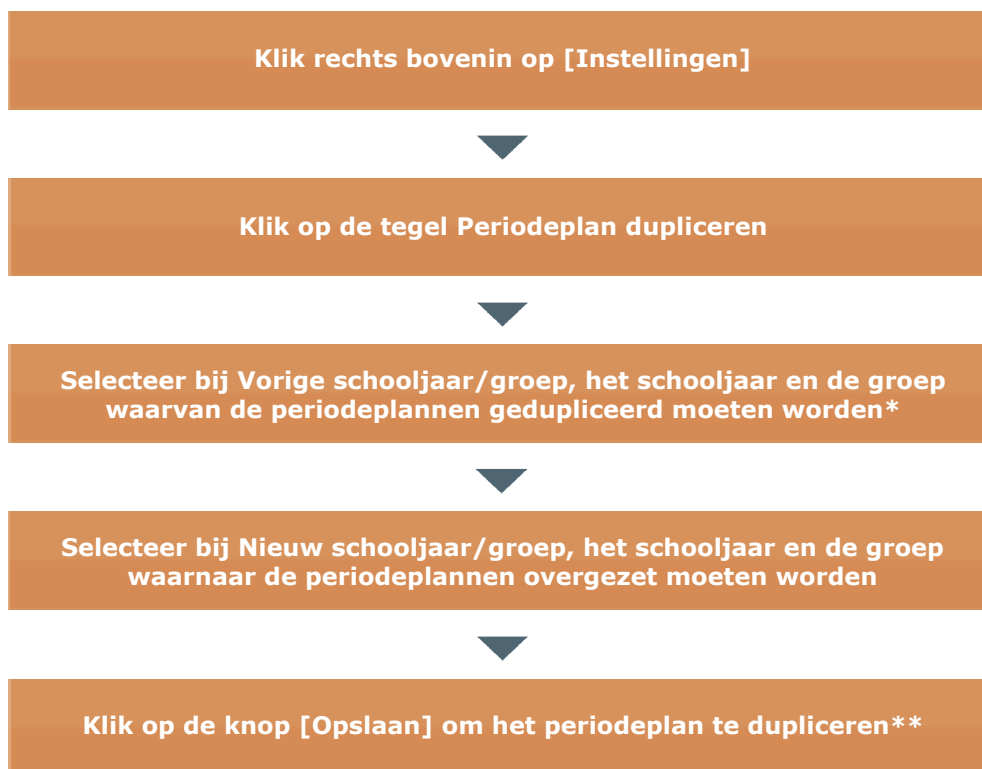 Klik rechts bovenin op [Instellingen]
Klik op de tegel Periodeplan dupliceren
Selecteer bij Vorige schooljaar/groep, het schooljaar en de groep
waarvan de periodeplannen gedupliceerd moeten worden*
Selecteer bij Nieuw schooljaar/groep, het schooljaar en de groep
waarnaar de periodeplannen overgezet moeten worden
Klik op de knop [Opslaan] om het periodeplan te dupliceren**